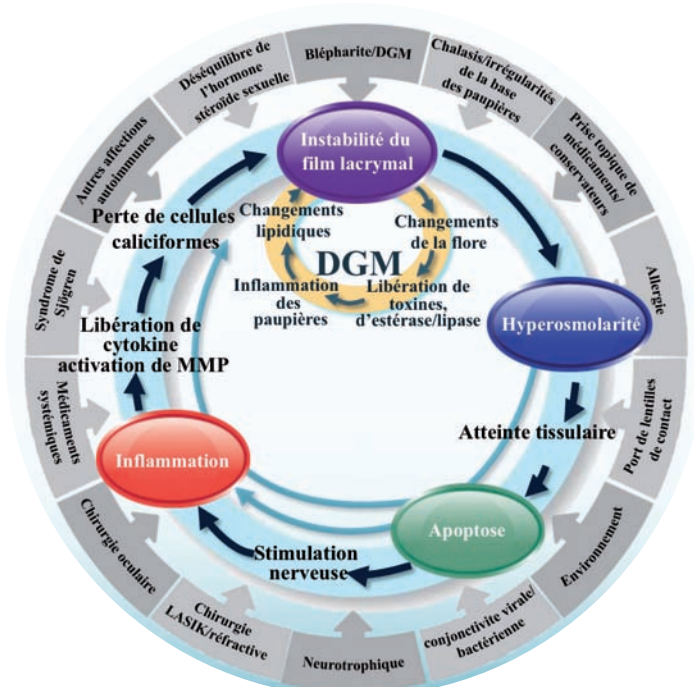 Blépharite/DGM
Chalasis/irrégularités
de la base
des paupières
Prise topique de
médicaments/
conservateurs
Allergie
Port de lentilles
de contact
Environnement
conjonctivite virale/
bactérienne
Neurotrophique
Chirurgie
LASIK/réfractive
Chirurgie oculaire
Médicaments
systémiques
Syndrome de
Sjögren
Autres affections
autoimmunes
Déséquilibre de
l'hormone
stéroïde sexuelle
Instabilité du
film lacrymal
Hyperosmolarité
Atteinte tissulaire
Apoptose
Stimulation
nerveuse
Inflammation
Libération de
cytokine
activation de MMP
Perte de cellules
caliciformes
Changements
de la flore
Libération de
toxines,
d'estérase/lipase
Inflammation
des
paupières
Changements
lipidiques
DGM